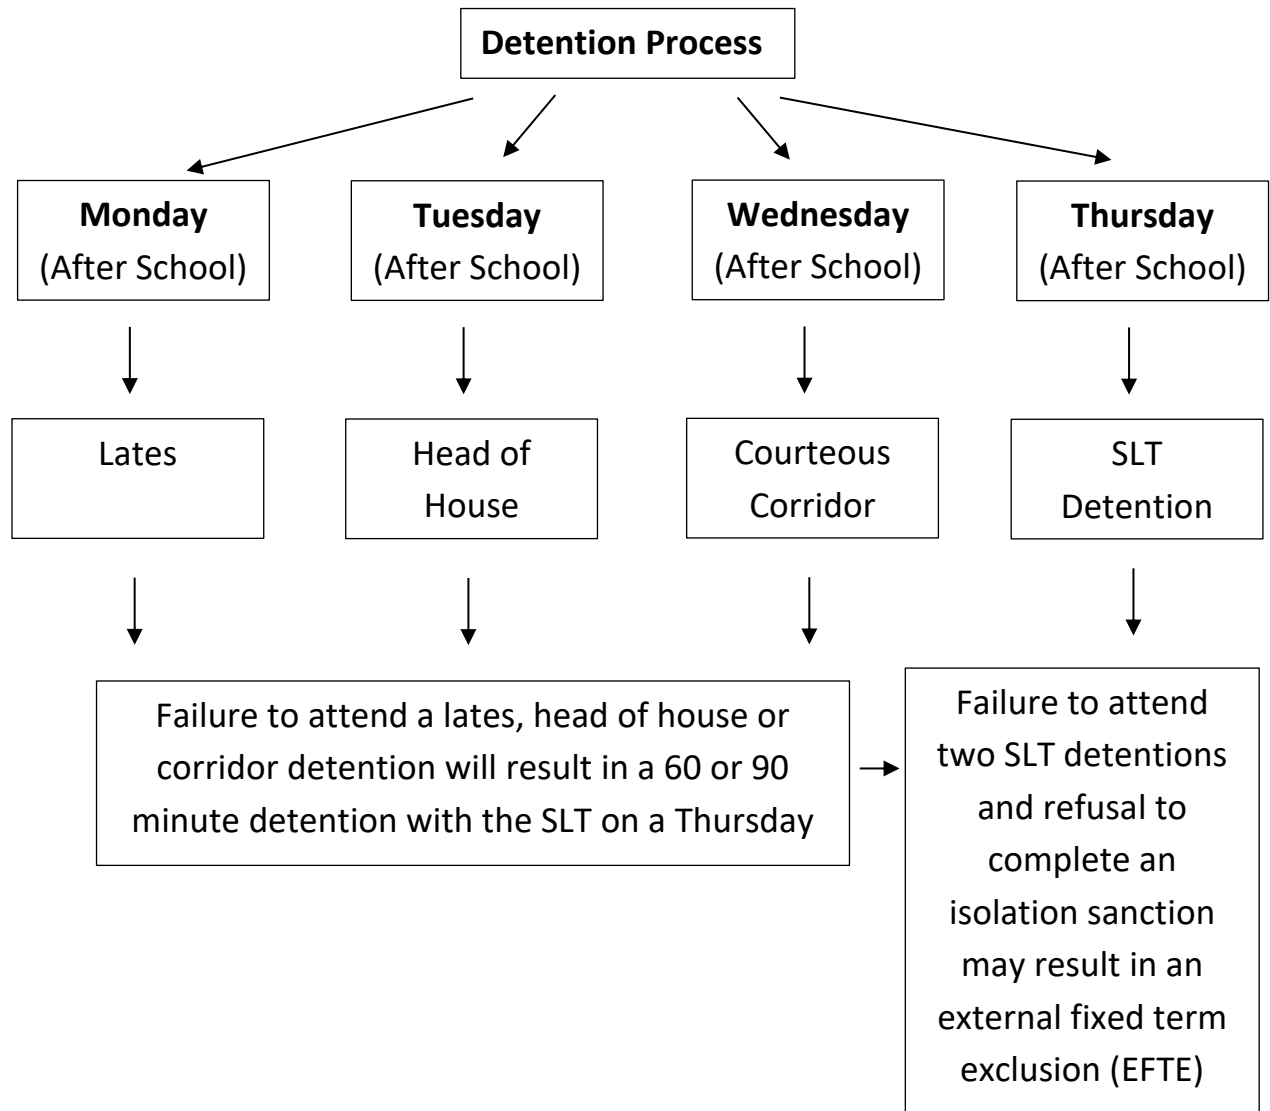 Detention Process
Monday
(After School)
Tuesday
(After School)
Wednesday
(After School)
Thursday
(After School)
Lates
Head of
House
Courteous
Corridor
SLT
Detention
Failure to attend a lates, head of house or
corridor detention will result in a 60 or 90
minute detention with the SLT on a Thursday
Failure to attend
two SLT detentions
and refusal to
complete an
isolation sanction
may result in an
external fixed term
exclusion (EFTE)